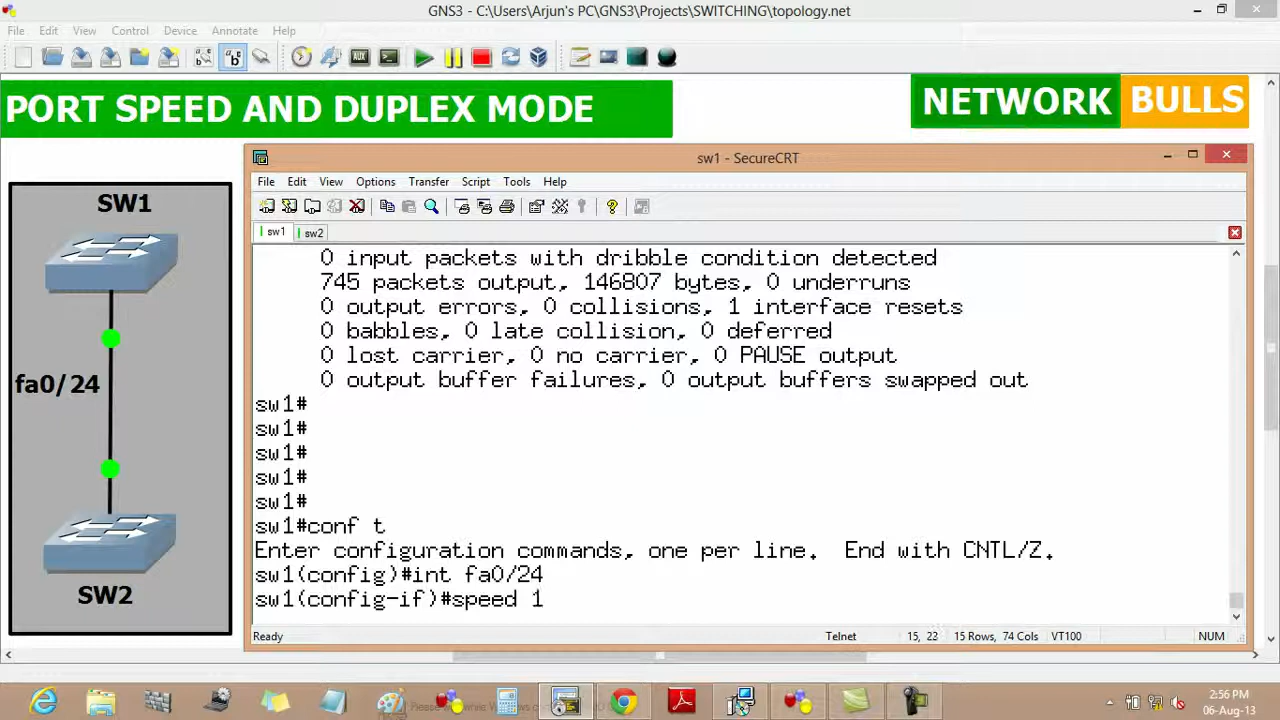 GNS3 - C:\Users\Arjun's PC\GNS3\Projects\SWITCHING\topology.net
File Edit View Control Device Annotate Help
PORT SPEED AND DUPLEX MODE
NETWORK BULLS
sw1 - SecureCRT
File Edit View Options Transfer Script Tools Help
sw1 sw2
SW1
fa0/24
SW2
0 input packets with dribble condition detected
745 packets output, 146807 bytes, 0 underruns
0 output errors, 0 collisions, 1 interface resets
0 babbles, 0 late collision, 0 deferred
0 lost carrier, 0 no carrier, 0 PAUSE output
0 output buffer failures, 0 output buffers swapped out
sw1#
sw1#
sw1#
sw1#
sw1#
sw1#conf t
Enter configuration commands, one per line.  End with CNTL/Z.
sw1(config)#int fa0/24
sw1(config-if)#speed 1
Ready Telnet 15, 22 15 Rows, 74 Cols VT100 NUM
2:56 PM
06-Aug-13